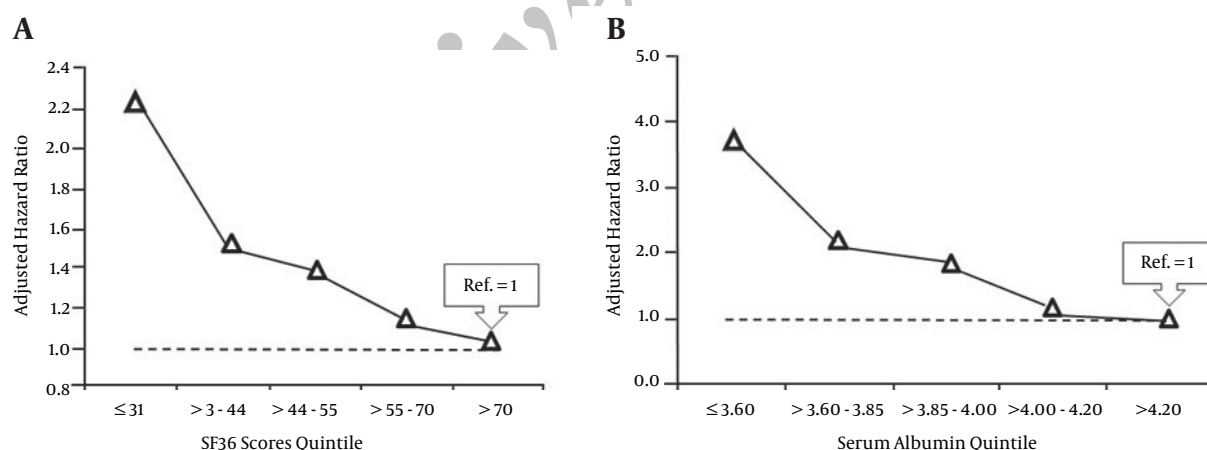 A
Adjusted Hazard Ratio
2.4
2.2
2.0
1.8
1.6
1.4
1.2
1.0
0.8
Ref. = 1
≤ 31
> 3 - 44
> 44 - 55
> 55 - 70
> 70
SF36 Scores Quintile
B
Adjusted Hazard Ratio
5.0
4.0
3.0
2.0
1.0
0.0
Ref. = 1
≤ 3.60
> 3.60 - 3.85
> 3.85 - 4.00
>4.00 - 4.20
>4.20
Serum Albumin Quintile